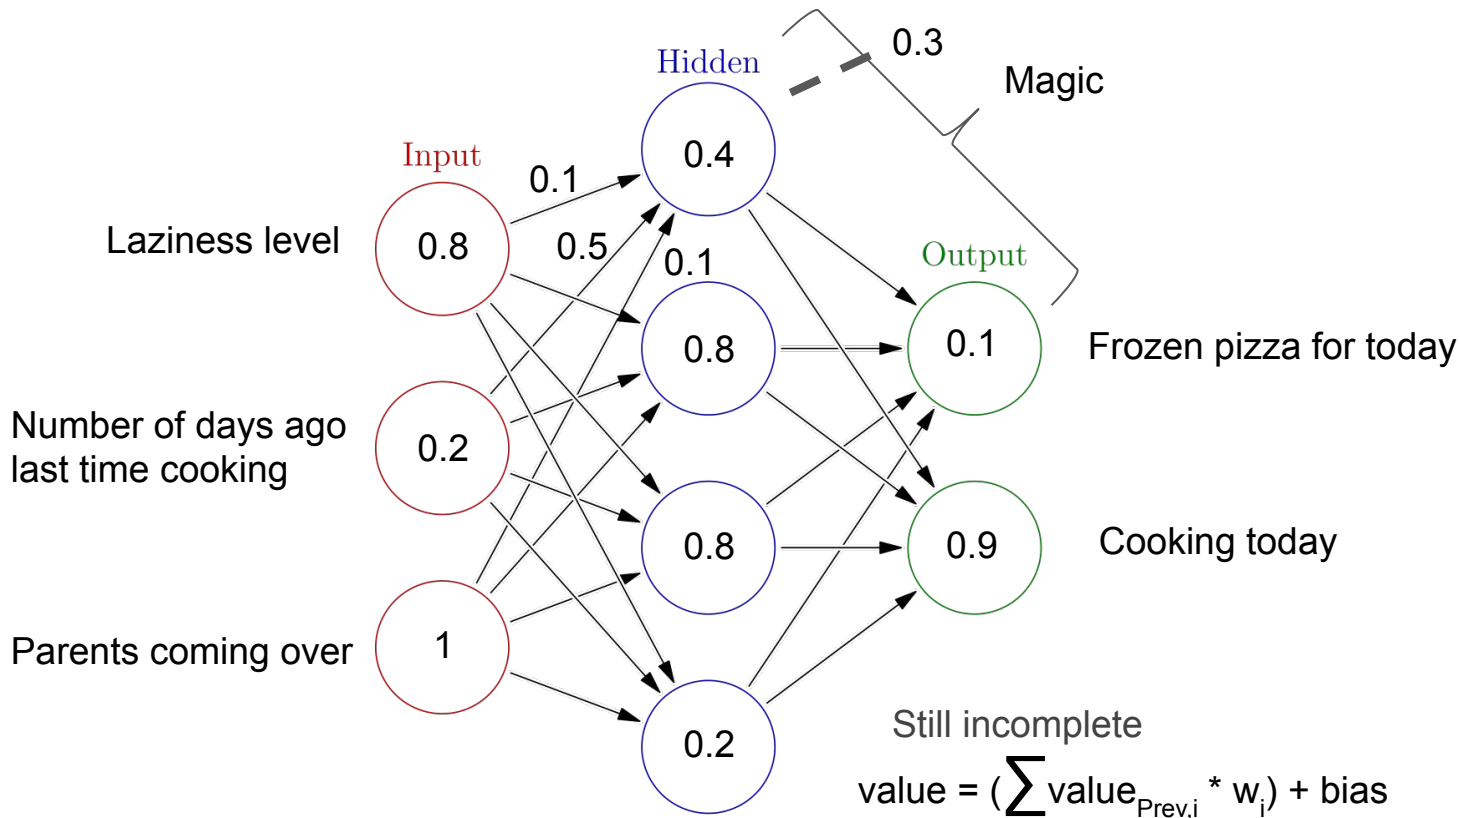 0.3
Hidden
Magic
Input
0.1
0.4
Laziness level
0.8
0.5
0.1
Output
0.8
0.1
Frozen pizza for today
Number of days ago
last time cooking
0.2
0.8
0.9
Cooking today
Parents coming over
1
0.2
Still incomplete
value = (∑value_Prev,i * w_i) + bias